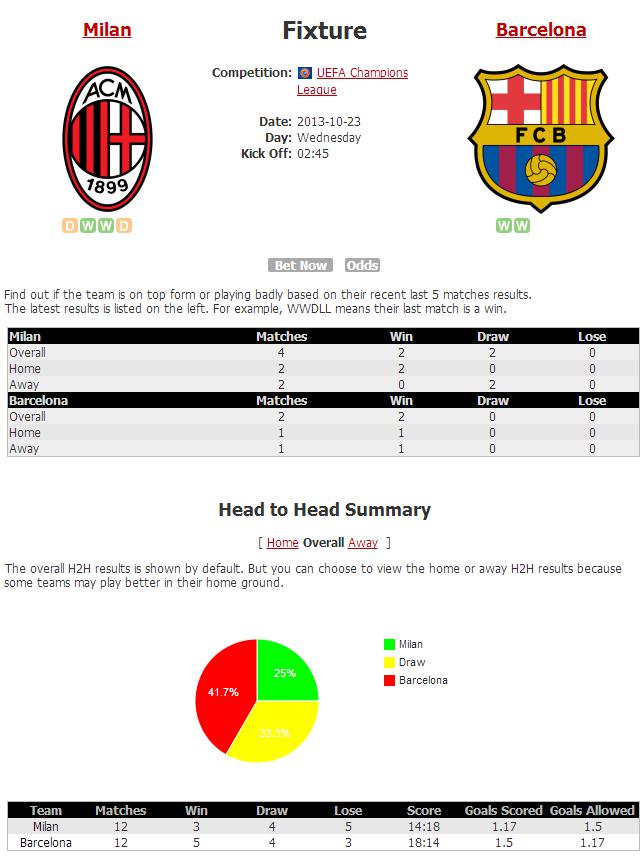 Milan
Fixture
Barcelona
Competition: UEFA Champions
League
ACM
1899
FCB
Date: 2013-10-23
Day: Wednesday
Kick Off: 02:45
D W W D
W W
Bet Now Odds
Find out if the team is on top form or playing badly based on their recent last 5 matches results.
The latest results is listed on the left. For example, WWDLL means their last match is a win.
Milan Matches Win Draw Lose
Overall 4 2 2 0
Home 2 2 0 0
Away 2 0 2 0
Barcelona Matches Win Draw Lose
Overall 2 2 0 0
Home 1 1 0 0
Away 1 1 0 0
Head to Head Summary
[ Home Overall Away ]
The overall H2H results is shown by default. But you can choose to view the home or away H2H results because
some teams may play better in their home ground.
Milan
Draw
Barcelona
25%
41.7%
33.3%
Team Matches Win Draw Lose Score Goals Scored Goals Allowed
Milan 12 3 4 5 14:18 1.17 1.5
Barcelona 12 5 4 3 18:14 1.5 1.17